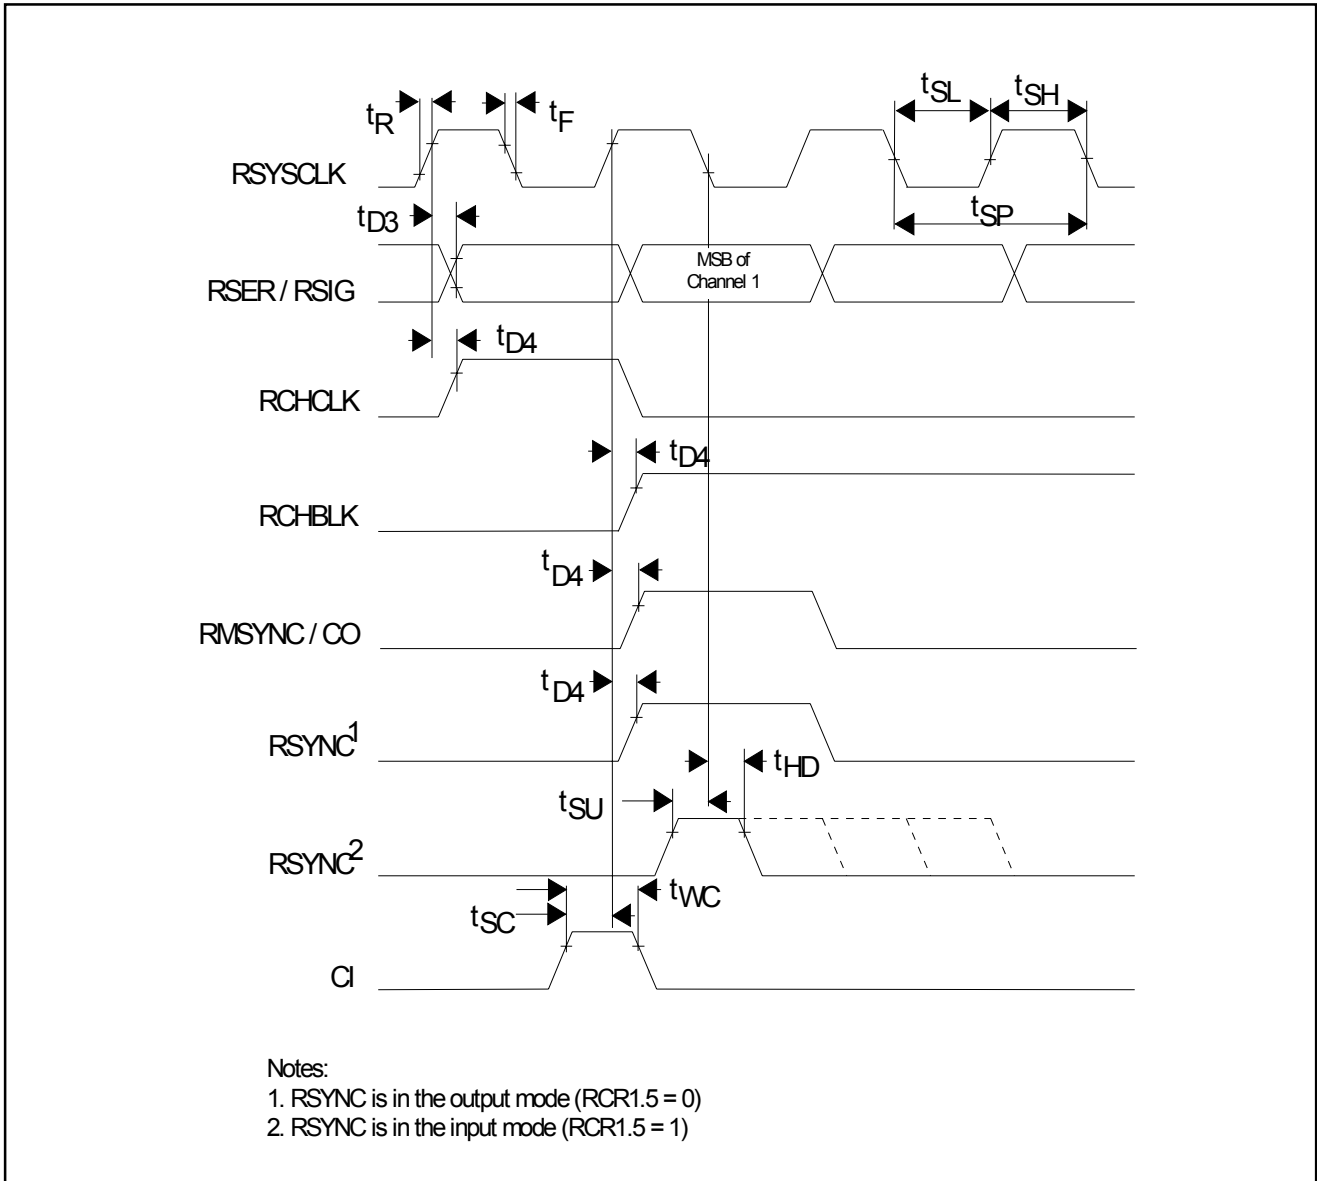 tSL tSH
tR tF
RSYSCLK
tD3 tSP
MSB of
Channel 1
RSER / RSIG
tD4
RCHCLK
tD4
RCHBLK
tD4
RMSYNC / CO
tD4
RSYNC1
tHD
tSU
RSYNC2
tWC
tSC
CI
Notes:
1. RSYNC is in the output mode (RCR1.5 = 0)
2. RSYNC is in the input mode (RCR1.5 = 1)